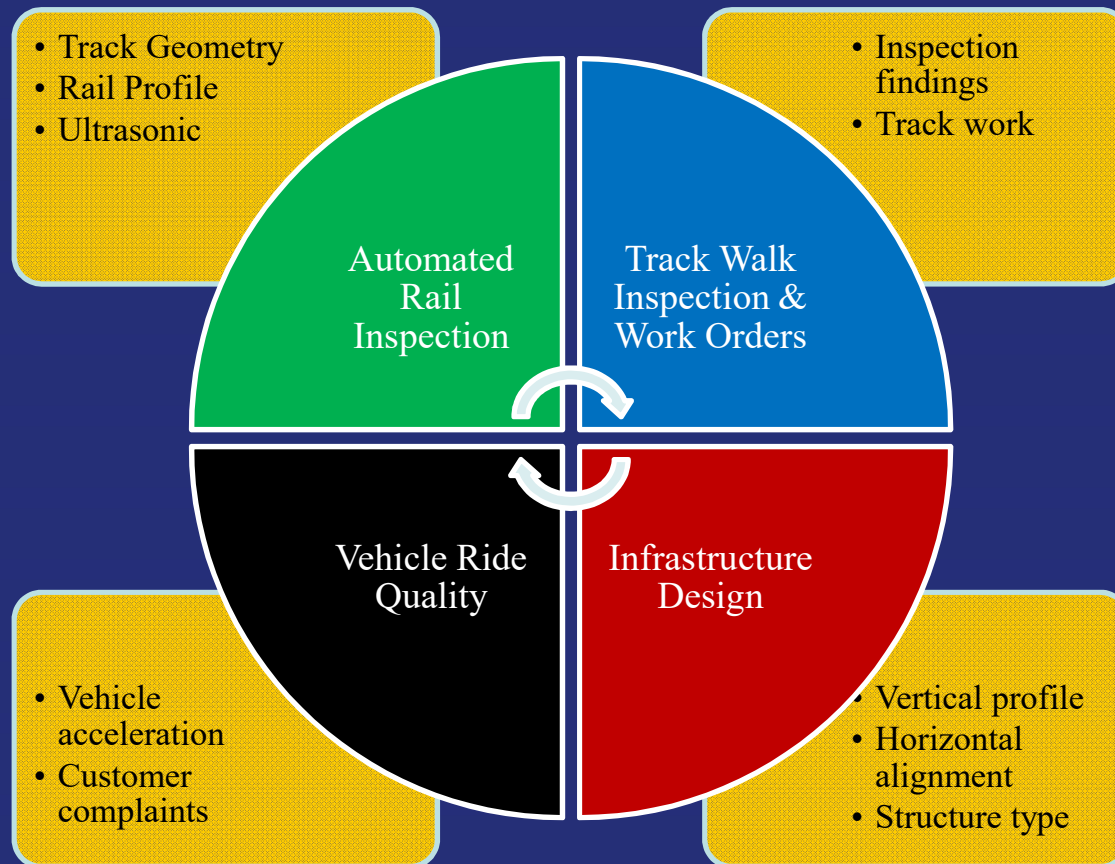 • Track Geometry
• Rail Profile
• Ultrasonic
• Inspection
findings
• Track work
Automated
Rail
Inspection
Track Walk
Inspection &
Work Orders
Vehicle Ride
Quality
Infrastructure
Design
• Vehicle
acceleration
• Customer
complaints
• Vertical profile
• Horizontal
alignment
• Structure type